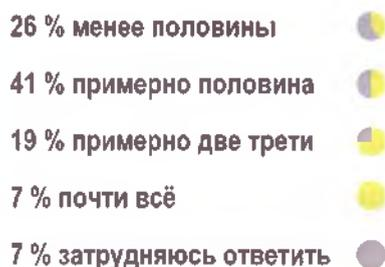 26 % менее половины
41 % примерно половина
19 % примерно две трети
7 % почти всё
7 % затрудняюсь ответить